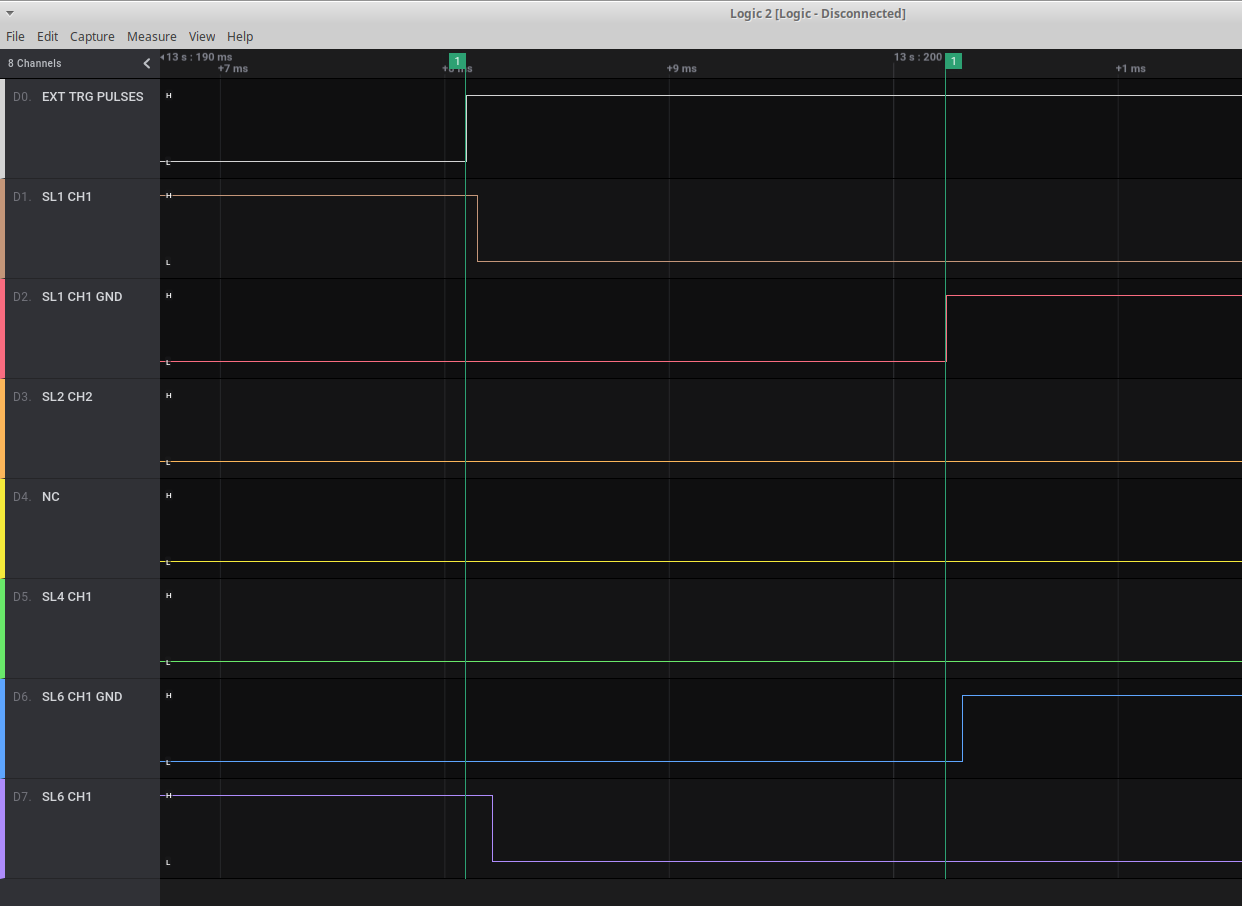 Logic 2 [Logic - Disconnected]
File Edit Capture Measure View Help
8 Channels
13 s : 190 ms
13 s : 200
+7 ms
+8 ms
+9 ms
+1 ms
1
1
D0. EXT TRG PULSES
H
L
D1. SL1 CH1
H
L
D2. SL1 CH1 GND
H
L
D3. SL2 CH2
H
L
D4. NC
H
L
D5. SL4 CH1
H
L
D6. SL6 CH1 GND
H
L
D7. SL6 CH1
H
L